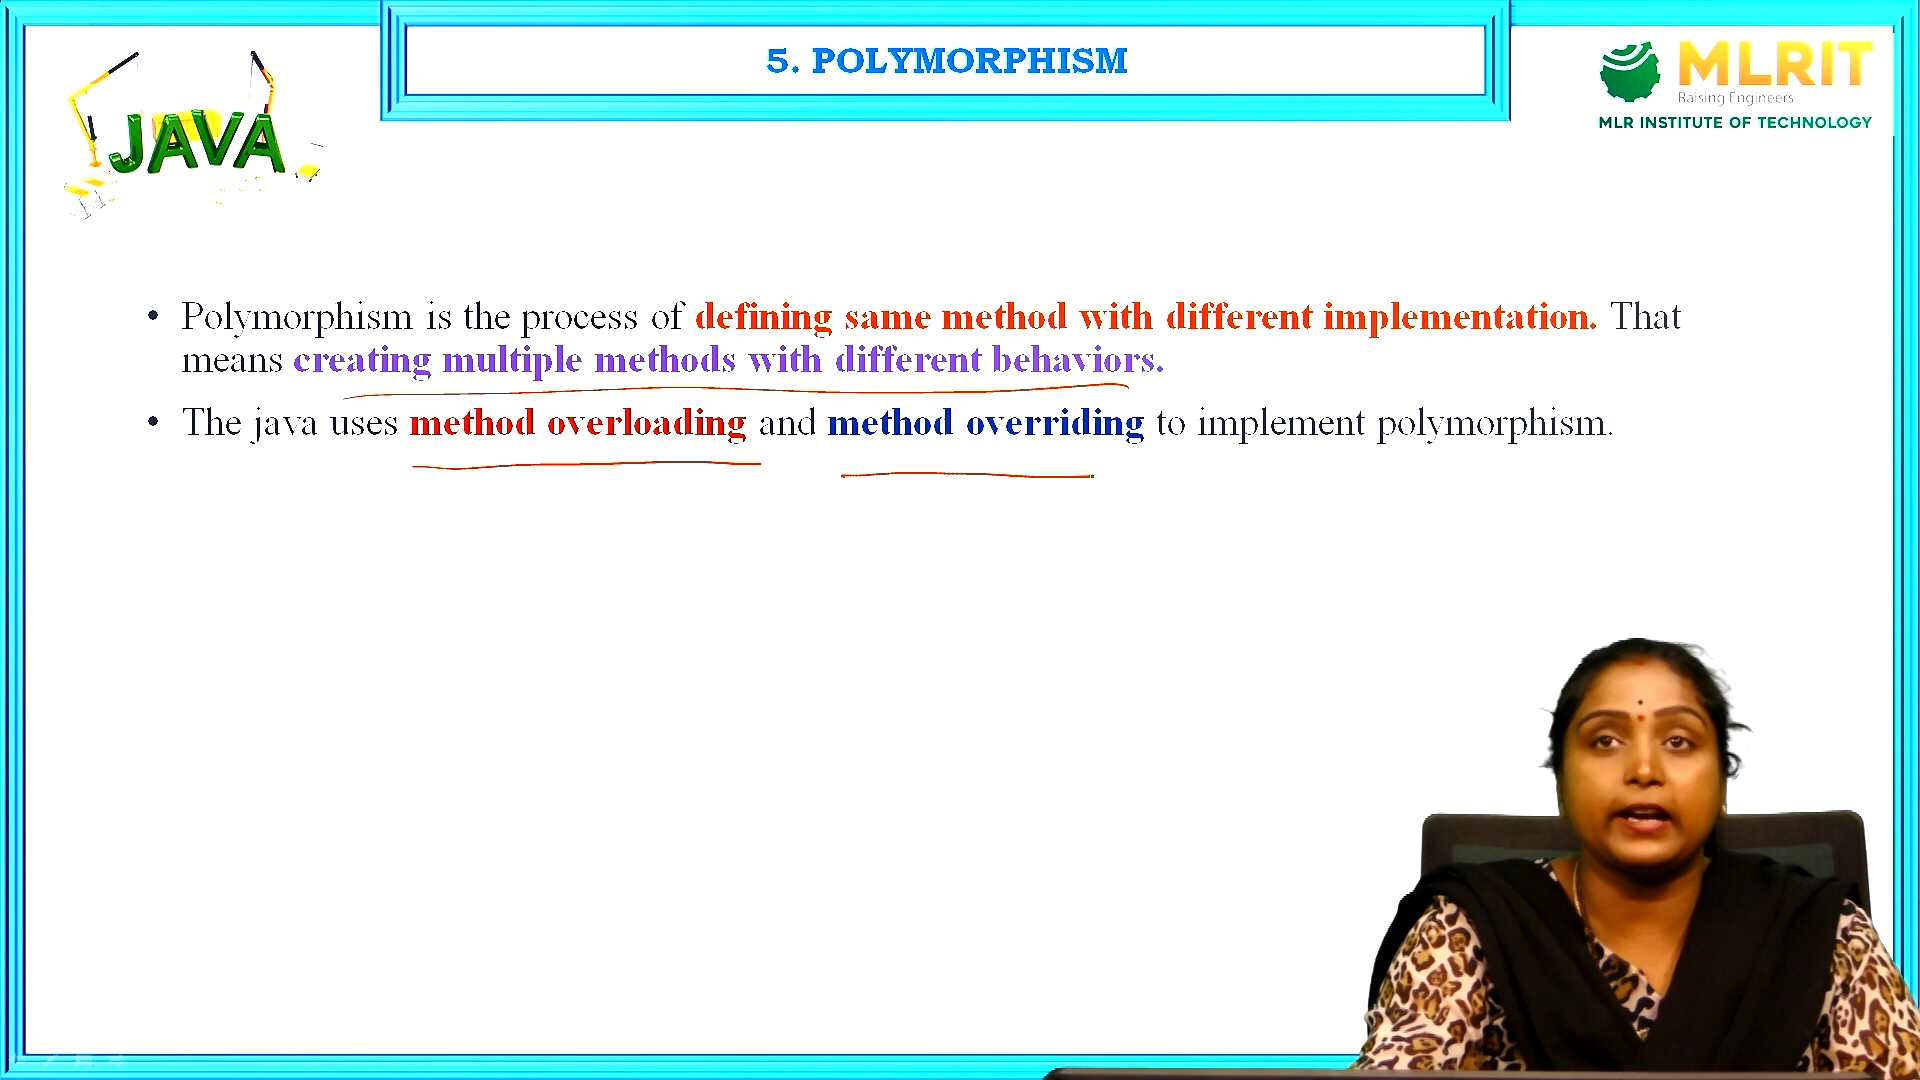 5. POLYMORPHISM
JAVA
MLRIT
Raising Engineers
MLR INSTITUTE OF TECHNOLOGY
• Polymorphism is the process of defining same method with different implementation. That
means creating multiple methods with different behaviors.
• The java uses method overloading and method overriding to implement polymorphism.